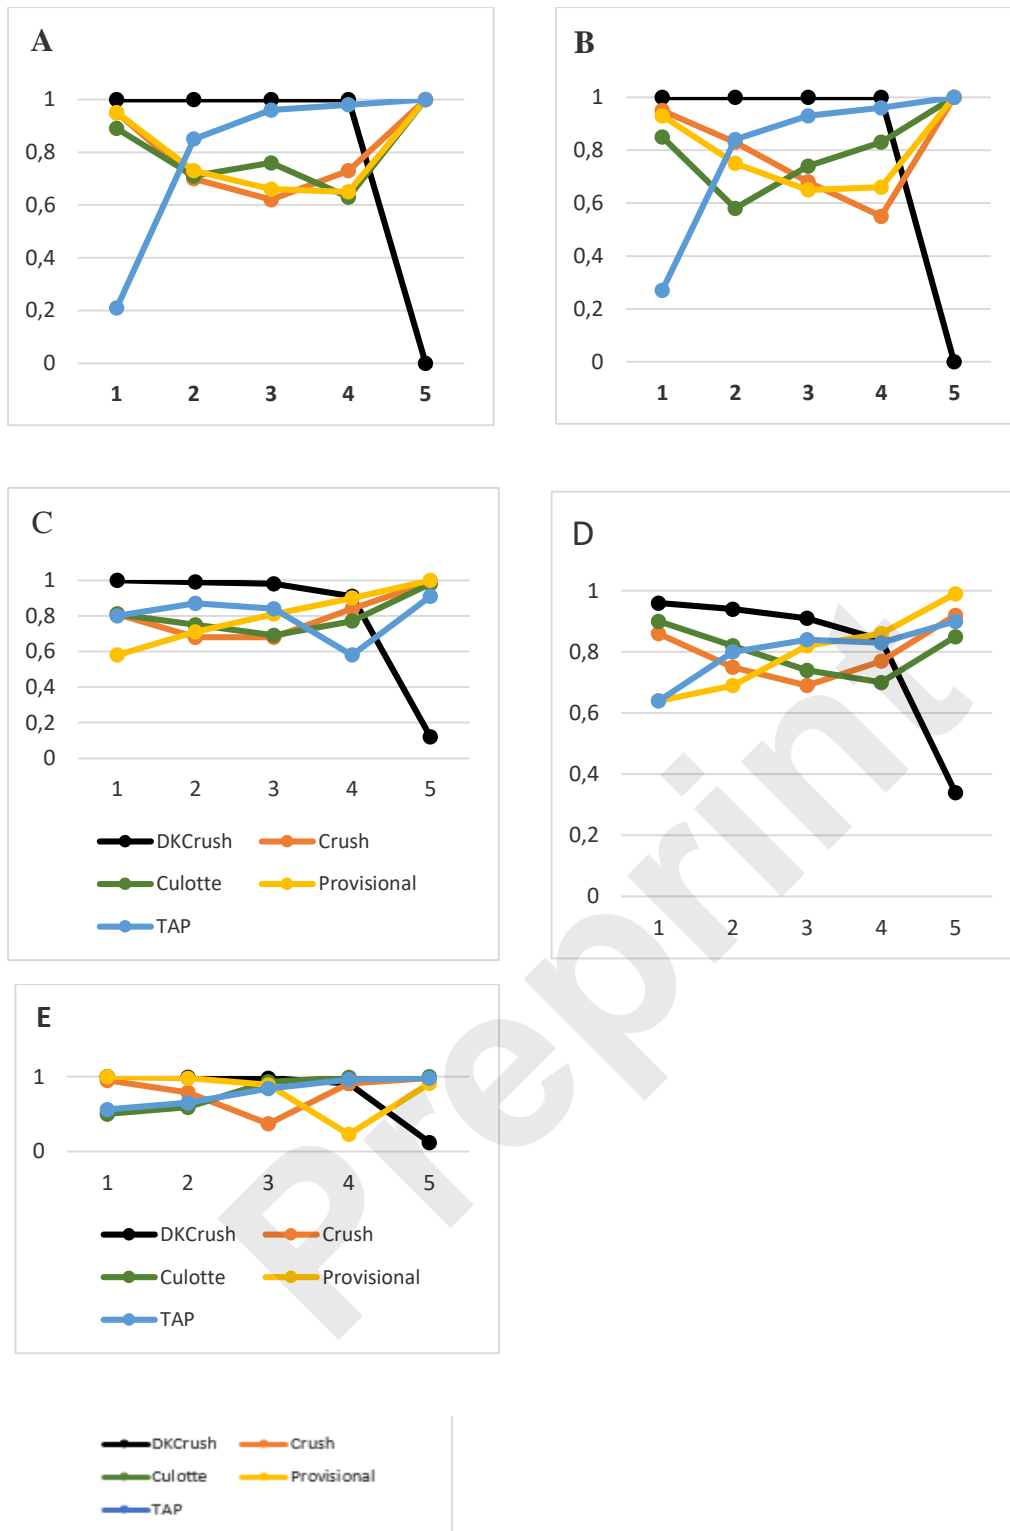 A
1
0,8
0,6
0,4
0,2
0
1 2 3 4 5
B
1
0,8
0,6
0,4
0,2
0
1 2 3 4 5
C
1
0,8
0,6
0,4
0,2
0
1 2 3 4 5
DKCrush Crush
Culotte Provisional
TAP
D
1
0,8
0,6
0,4
0,2
0
1 2 3 4 5
E
1
0
1 2 3 4 5
DKCrush Crush
Culotte Provisional
TAP
DKCrush Crush
Culotte Provisional
TAP
Preprint